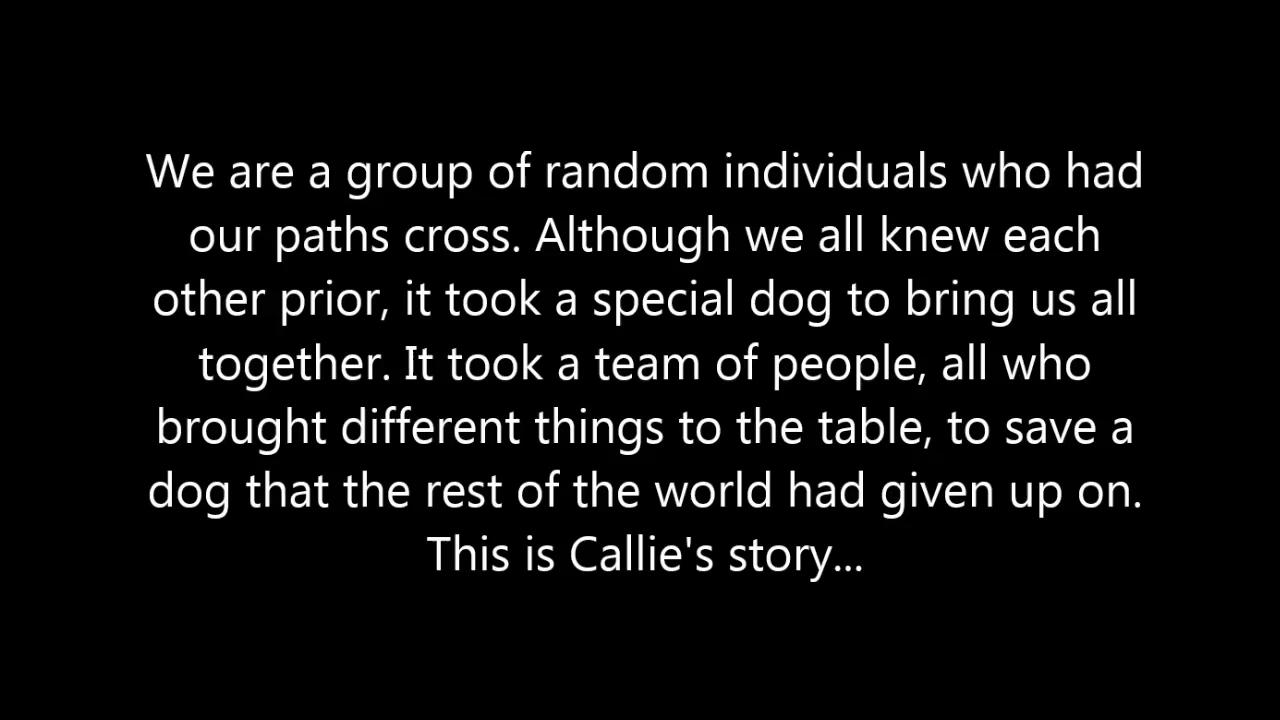 We are a group of random individuals who had
our paths cross. Although we all knew each
other prior, it took a special dog to bring us all
together. It took a team of people, all who
brought different things to the table, to save a
dog that the rest of the world had given up on.
This is Callie's story...